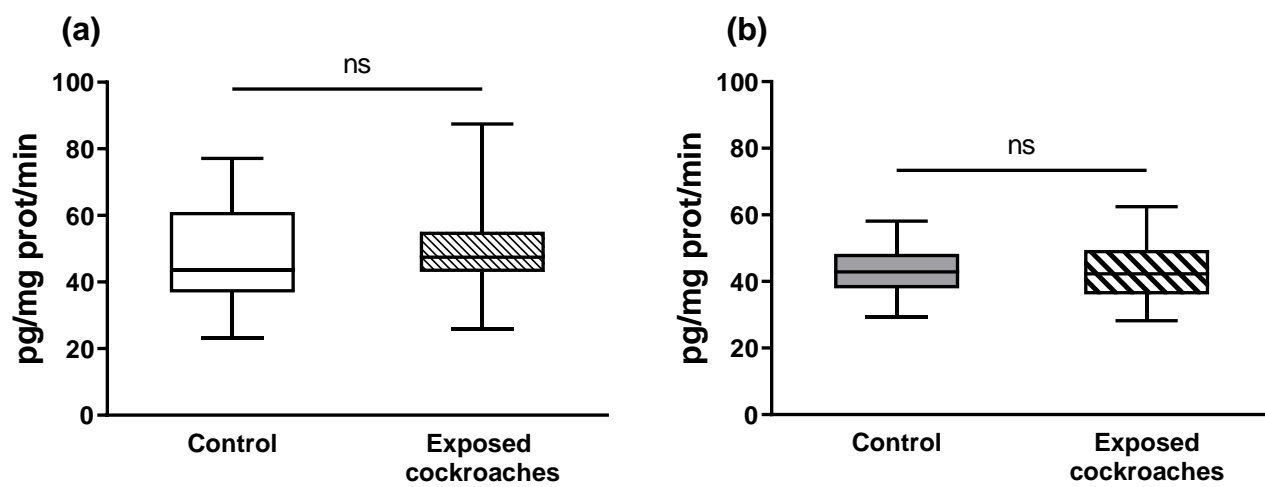 (a)
ns
pg/mg prot/min
100
80
60
40
20
0
Control
Exposed
cockroaches
(b)
ns
pg/mg prot/min
100
80
60
40
20
0
Control
Exposed
cockroaches